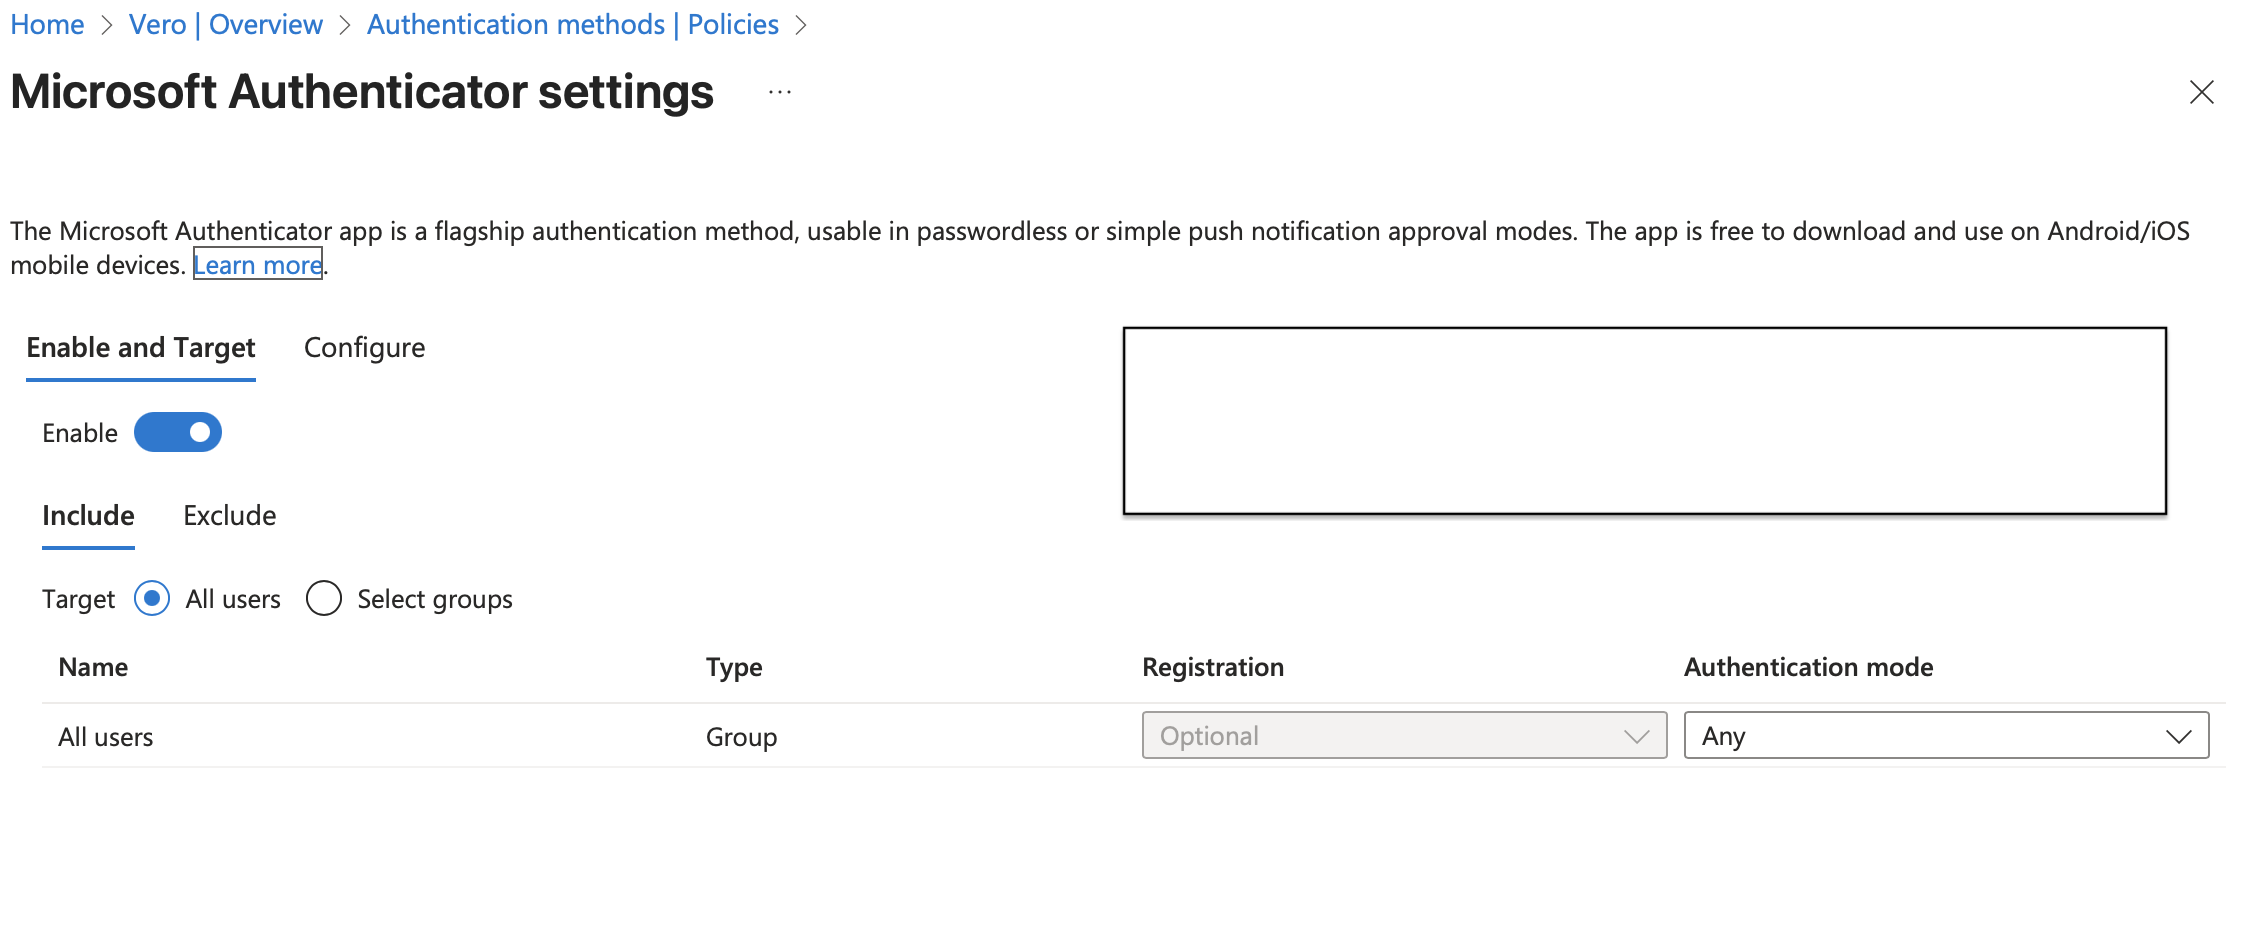 Home > Vero | Overview > Authentication methods | Policies >
Microsoft Authenticator settings ...
The Microsoft Authenticator app is a flagship authentication method, usable in passwordless or simple push notification approval modes. The app is free to download and use on Android/iOS
mobile devices. Learn more.
Enable and Target Configure
Enable
Include Exclude
Target All users Select groups
Name Type Registration Authentication mode
All users Group Optional Any